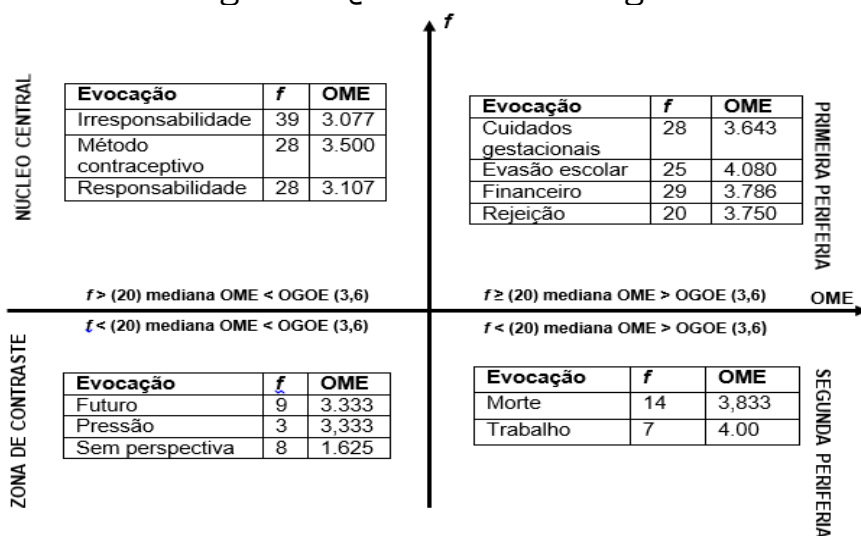 f
NÚCLEO CENTRAL
Evocação f OME
Irresponsabilidade 39 3.077
Método
contraceptivo 28 3.500
Responsabilidade 28 3.107
f > (20) mediana OME < OGOE (3,6)
Evocação f OME
Cuidados
gestacionais 28 3.643
Evasão escolar 25 4.080
Financeiro 29 3.786
Rejeição 20 3.750
f ≥ (20) mediana OME > OGOE (3,6)
PRIMEIRA PERIFERIA
OME
ZONA DE CONTRASTE
f < (20) mediana OME < OGOE (3,6)
Evocação f OME
Futuro 9 3.333
Pressão 3 3,333
Sem perspectiva 8 1.625
f < (20) mediana OME > OGOE (3,6)
Evocação f OME
Morte 14 3,833
Trabalho 7 4.00
SEGUNDA PERIFERIA